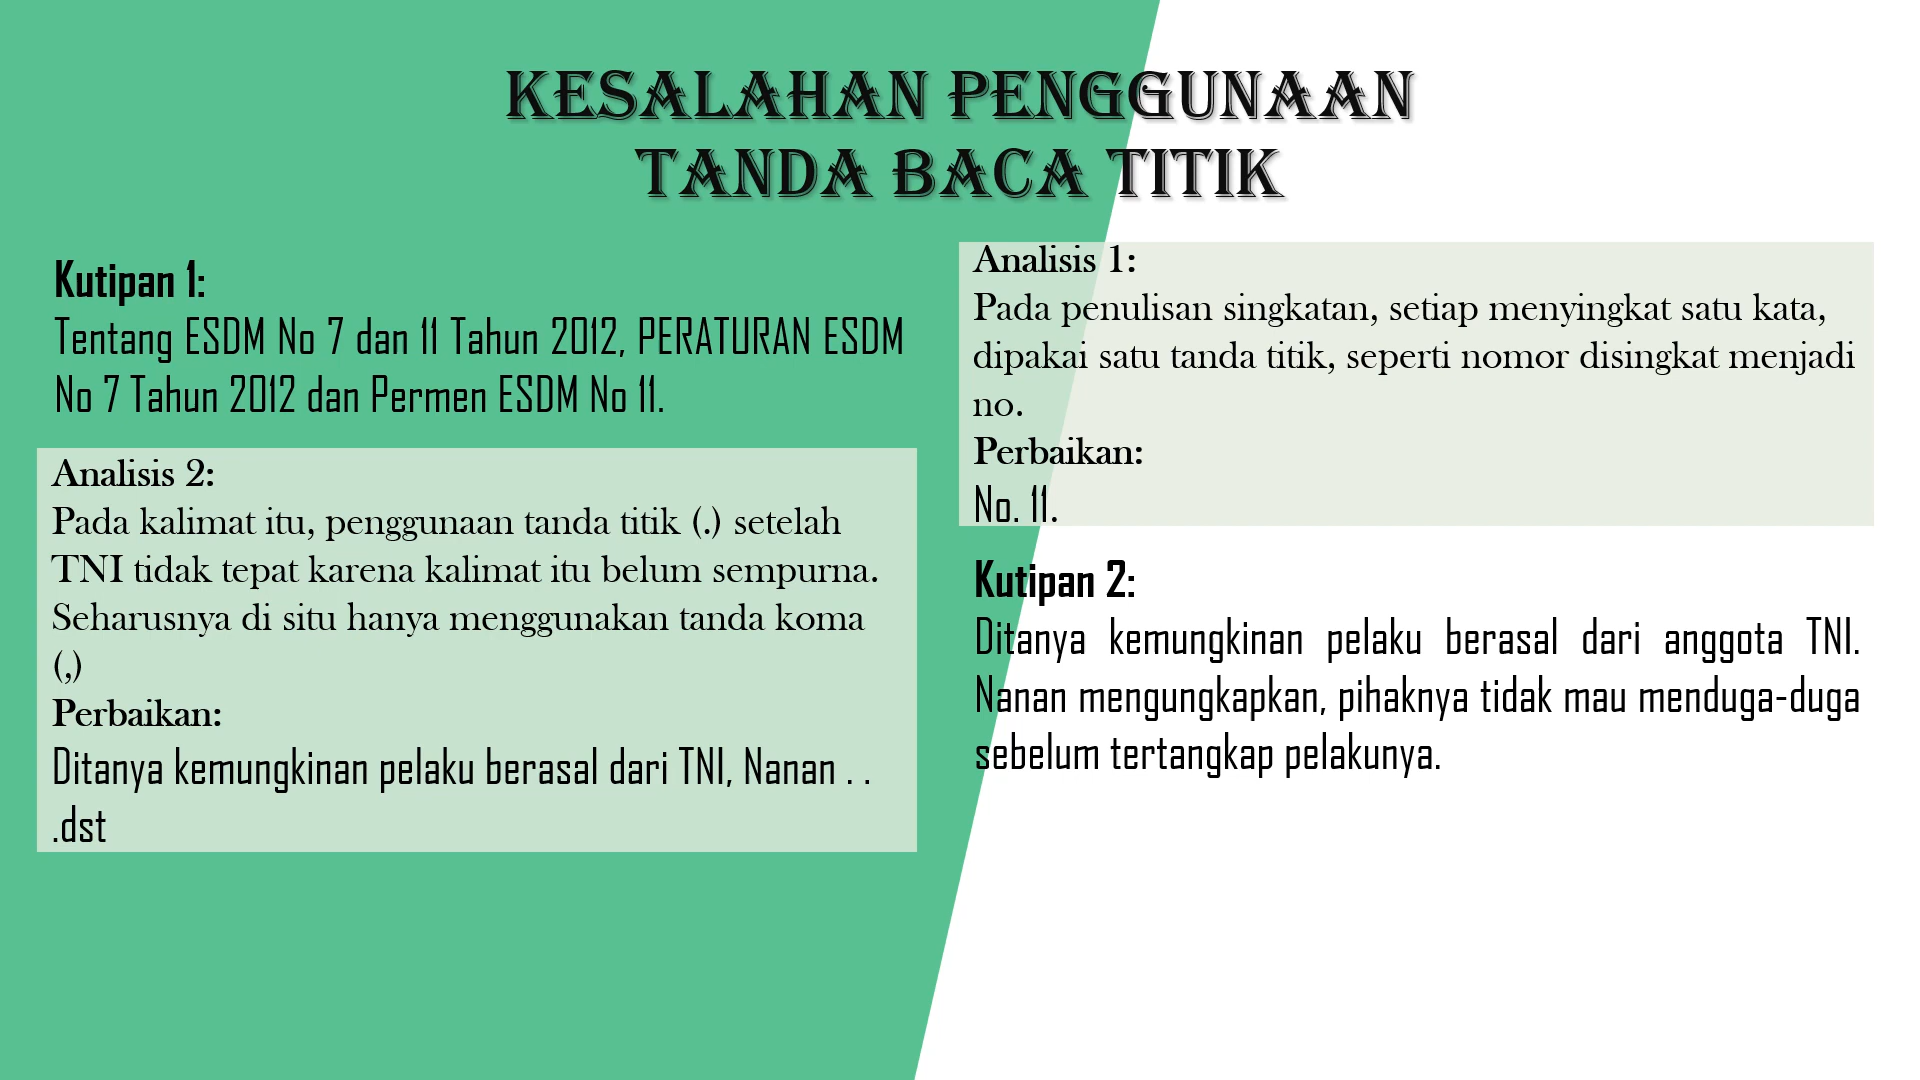 KESALAHAN PENGGUNAAN
TANDA BACA TITIK
Kutipan 1:
Tentang ESDM No 7 dan 11 Tahun 2012, PERATURAN ESDM
No 7 Tahun 2012 dan Permen ESDM No 11.
Analisis 1:
Pada penulisan singkatan, setiap menyingkat satu kata,
dipakai satu tanda titik, seperti nomor disingkat menjadi
no.
Perbaikan:
No. 11.
Kutipan 2:
Ditanya kemungkinan pelaku berasal dari anggota TNI.
Nanan mengungkapkan, pihaknya tidak mau menduga-duga
sebelum tertangkap pelakunya.
Analisis 2:
Pada kalimat itu, penggunaan tanda titik (.) setelah
TNI tidak tepat karena kalimat itu belum sempurna.
Seharusnya di situ hanya menggunakan tanda koma
(,)
Perbaikan:
Ditanya kemungkinan pelaku berasal dari TNI, Nanan . .
.dst